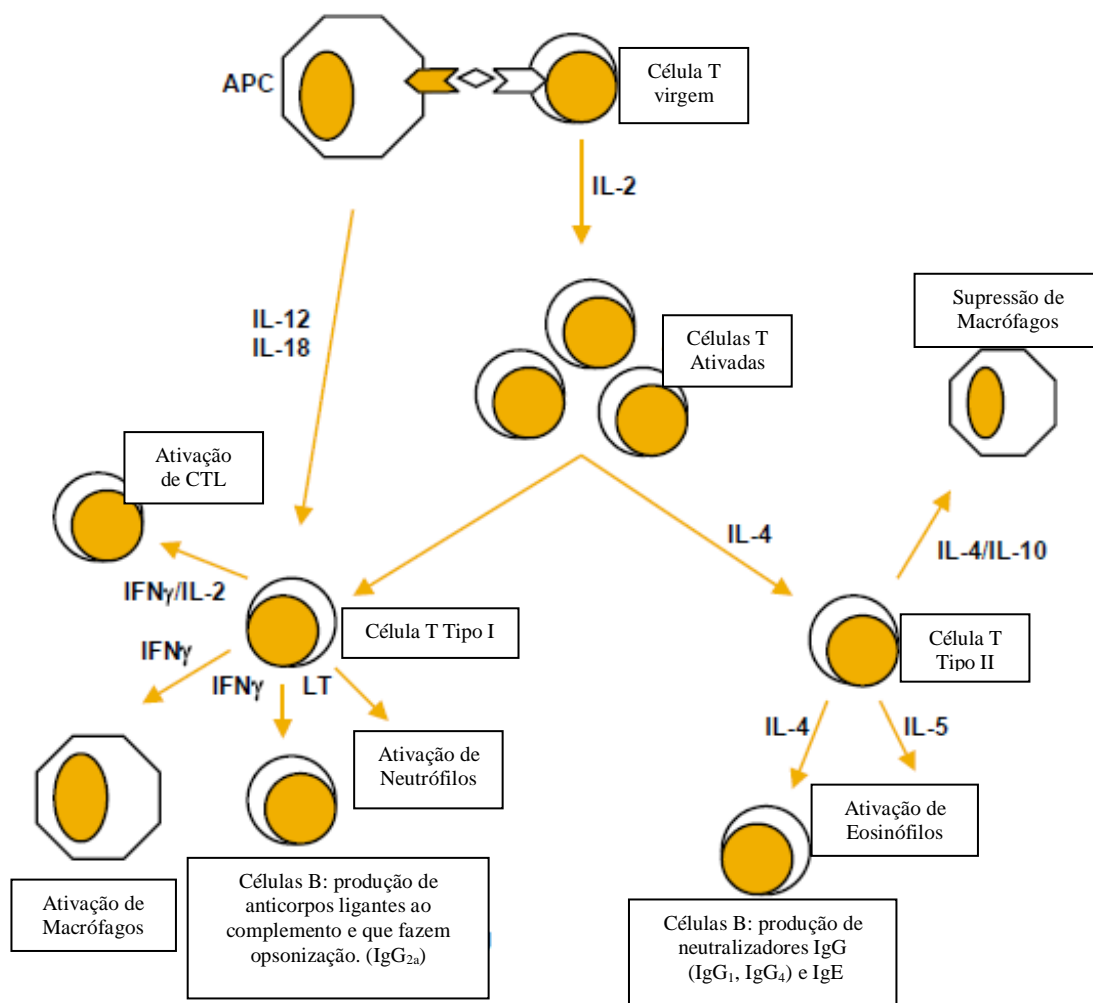 APC
Célula T
virgem
IL-2
IL-12
IL-18
Células T
Ativadas
Supressão de
Macrófagos
Ativação
de CTL
IL-4
IL-4/IL-10
IFNγ/IL-2
Célula T Tipo I
Célula T
Tipo II
IFNγ
IFNγ
LT
IL-4
IL-5
Ativação de
Neutrófilos
Ativação de
Eosinófilos
Ativação de
Macrófagos
Células B: produção de
anticorpos ligantes ao
complemento e que fazem
opsonização. (IgG2a)
Células B: produção de
neutralizadores IgG
(IgG1, IgG4) e IgE